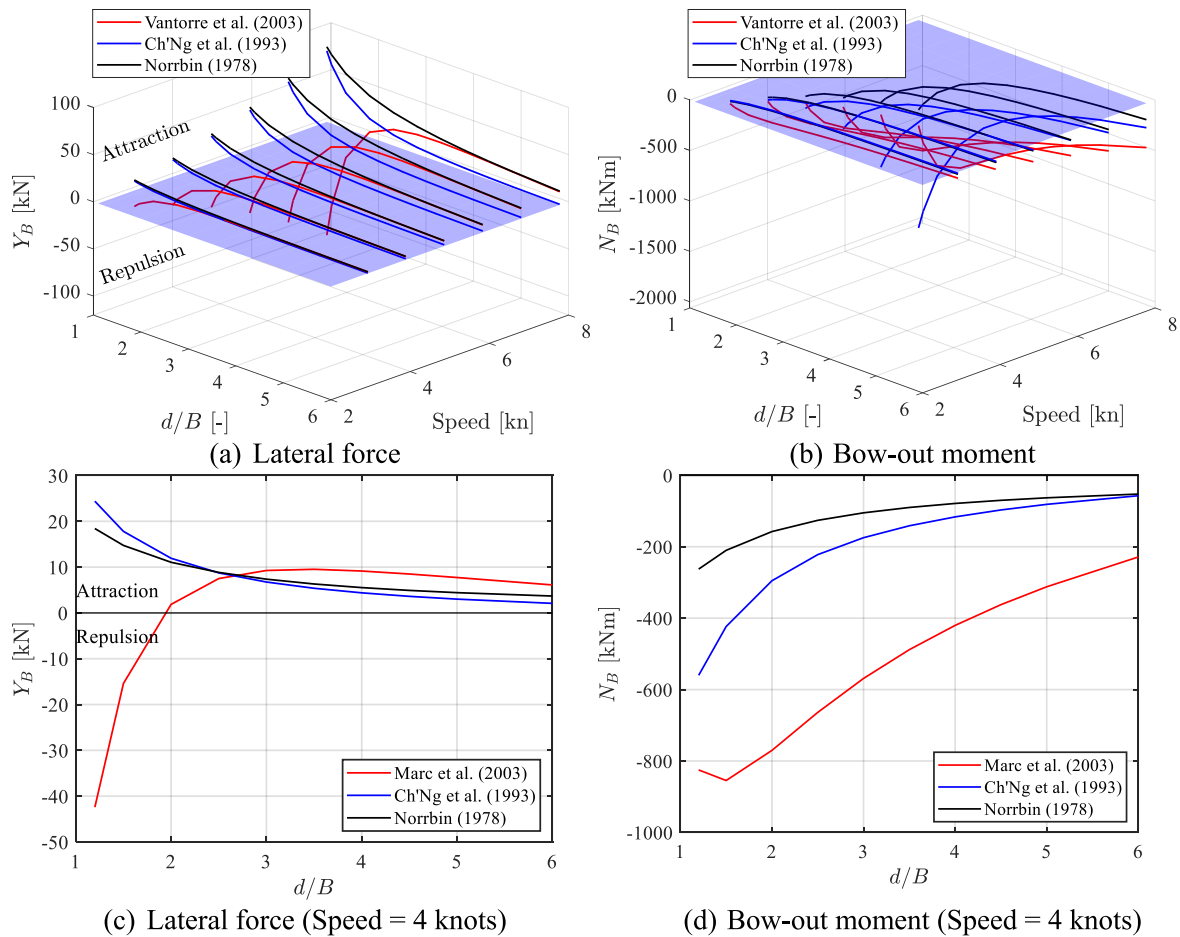 Vantorre et al. (2003)
Ch'Ng et al. (1993)
Norrbin (1978)
100
50
0
-50
-100
Y_B [kN]
Attraction
Repulsion
1
2
3
4
5
6
d/B [-]
2
4
6
8
Speed [kn]
(a) Lateral force
Vantorre et al. (2003)
Ch'Ng et al. (1993)
Norrbin (1978)
0
-500
-1000
-1500
-2000
N_B [kNm]
1
2
3
4
5
6
d/B [-]
2
4
6
8
Speed [kn]
(b) Bow-out moment
30
20
10
0
-10
-20
-30
-40
-50
Y_B [kN]
Attraction
Repulsion
Marc et al. (2003)
Ch'Ng et al. (1993)
Norrbin (1978)
1 2 3 4 5 6
d/B
(c) Lateral force (Speed = 4 knots)
0
-200
-400
-600
-800
-1000
N_B [kNm]
Marc et al. (2003)
Ch'Ng et al. (1993)
Norrbin (1978)
1 2 3 4 5 6
d/B
(d) Bow-out moment (Speed = 4 knots)